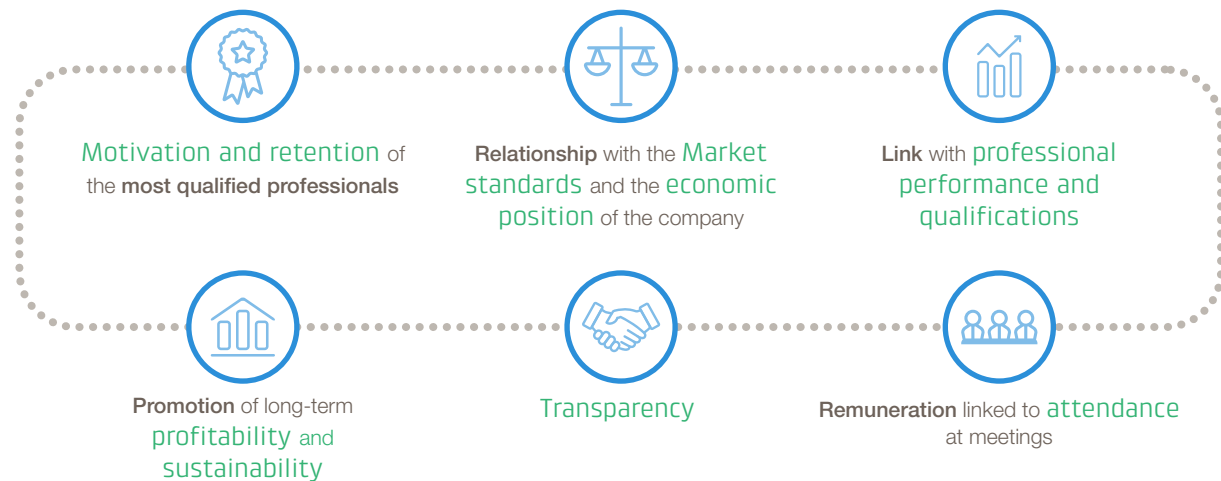 Motivation and retention of
the most qualified professionals
Relationship with the Market
standards and the economic
position of the company
Link with professional
performance and
qualifications
Promotion of long-term
profitability and
sustainability
Transparency
Remuneration linked to attendance
at meetings